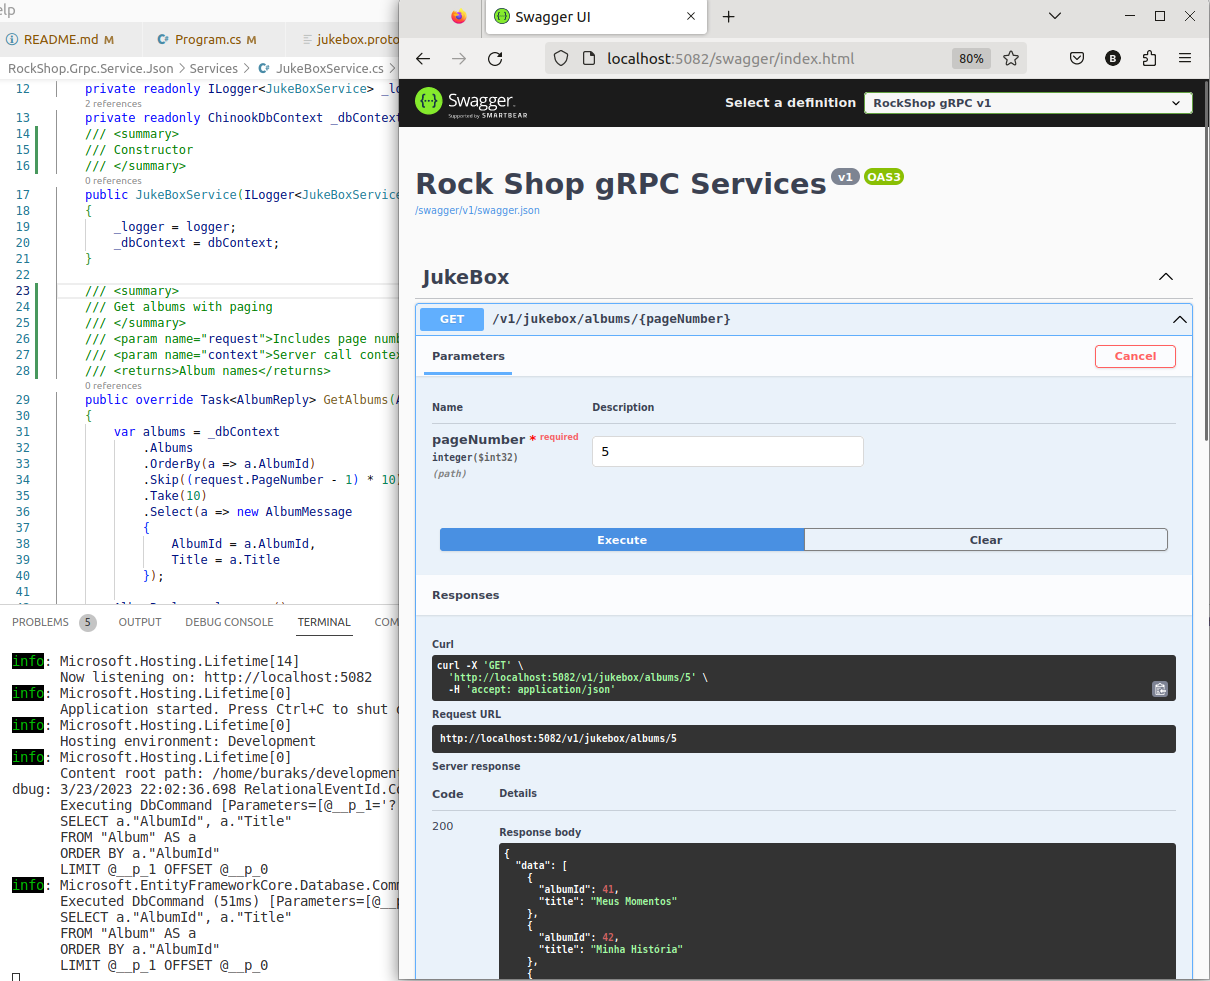 elp
README.md M
Program.cs M
jukebox.proto
RockShop.Grpc.Service.Json > Services > JukeBoxService.cs >
12 private readonly ILogger<JukeBoxService> _lo
2 references
13 private readonly ChinookDbContext _dbContext
14 /// <summary>
15 /// Constructor
16 /// </summary>
0 references
17 public JukeBoxService(ILogger<JukeBoxService
18 {
19 _logger = logger;
20 _dbContext = dbContext;
21 }
22
23 /// <summary>
24 /// Get albums with paging
25 /// </summary>
26 /// <param name="request">Includes page numb
27 /// <param name="context">Server call contex
28 /// <returns>Album names</returns>
0 references
29 public override Task<AlbumReply> GetAlbums(A
30 {
31 var albums = _dbContext
32 .Albums
33 .OrderBy(a => a.AlbumId)
34 .Skip((request.PageNumber - 1) * 10)
35 .Take(10)
36 .Select(a => new AlbumMessage
37 {
38 AlbumId = a.AlbumId,
39 Title = a.Title
40 });
41
PROBLEMS 5 OUTPUT DEBUG CONSOLE TERMINAL COM
info: Microsoft.Hosting.Lifetime[14]
Now listening on: http://localhost:5082
info: Microsoft.Hosting.Lifetime[0]
Application started. Press Ctrl+C to shut d
info: Microsoft.Hosting.Lifetime[0]
Hosting environment: Development
info: Microsoft.Hosting.Lifetime[0]
Content root path: /home/buraks/development
dbug: 3/23/2023 22:02:36.698 RelationalEventId.Co
Executing DbCommand [Parameters=[@__p_1='?
SELECT a."AlbumId", a."Title"
FROM "Album" AS a
ORDER BY a."AlbumId"
LIMIT @__p_1 OFFSET @__p_0
info: Microsoft.EntityFrameworkCore.Database.Comm
Executed DbCommand (51ms) [Parameters=[@__p
SELECT a."AlbumId", a."Title"
FROM "Album" AS a
ORDER BY a."AlbumId"
LIMIT @__p_1 OFFSET @__p_0
Swagger UI
localhost:5082/swagger/index.html 80% B
Swagger.
Supported by SMARTBEAR
Select a definition RockShop gRPC v1
Rock Shop gRPC Services v1 OAS3
/swagger/v1/swagger.json
JukeBox
GET /v1/jukebox/albums/{pageNumber}
Parameters Cancel
Name Description
pageNumber * required
integer($int32)
(path)
5
Execute Clear
Responses
Curl
curl -X 'GET' \
'http://localhost:5082/v1/jukebox/albums/5' \
-H 'accept: application/json'
Request URL
http://localhost:5082/v1/jukebox/albums/5
Server response
Code Details
200
Response body
{
"data": [
{
"albumId": 41,
"title": "Meus Momentos"
},
{
"albumId": 42,
"title": "Minha História"
},
{